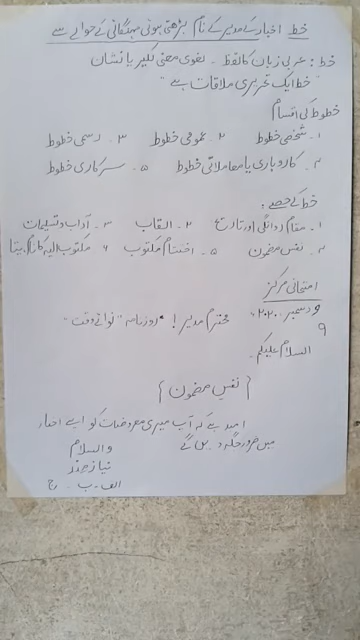 خط اخبار کے مدیر کے نام بڑھتی ہوئی مہنگائی کے حوالے سے
خط : عربی زبان کا لفظ - لغوی معنی لکیر یا نشان
"خط ایک تحریری ملاقات ہے"
خطوط کی اقسام
۱ - شخصی خطوط ۲ - عمومی خطوط ۳ - رسمی خطوط
۴ - کاروباری یا معاملاتی خطوط ۵ - سرکاری خطوط
خط کے حصے :
۱ - مقام روانگی اور تاریخ ۲ - القاب ۳ - آداب و تسلیمات
۴ - نفس مضمون ۵ - اختتام مکتوب ۶ - مکتوب الیہ کا نام، پتا
امتحانی مرکز
۹ دسمبر ۲۰۲۰ء محترم مدیر ! روزنامہ "نوائے وقت"
۹
السلام علیکم
{ نفس مضمون }
امید ہے کہ آپ میری معروضات کو اپنے اخبار
میں ضرور جگہ دیں گے
والسلام
نیاز مند
الف - ب - ج